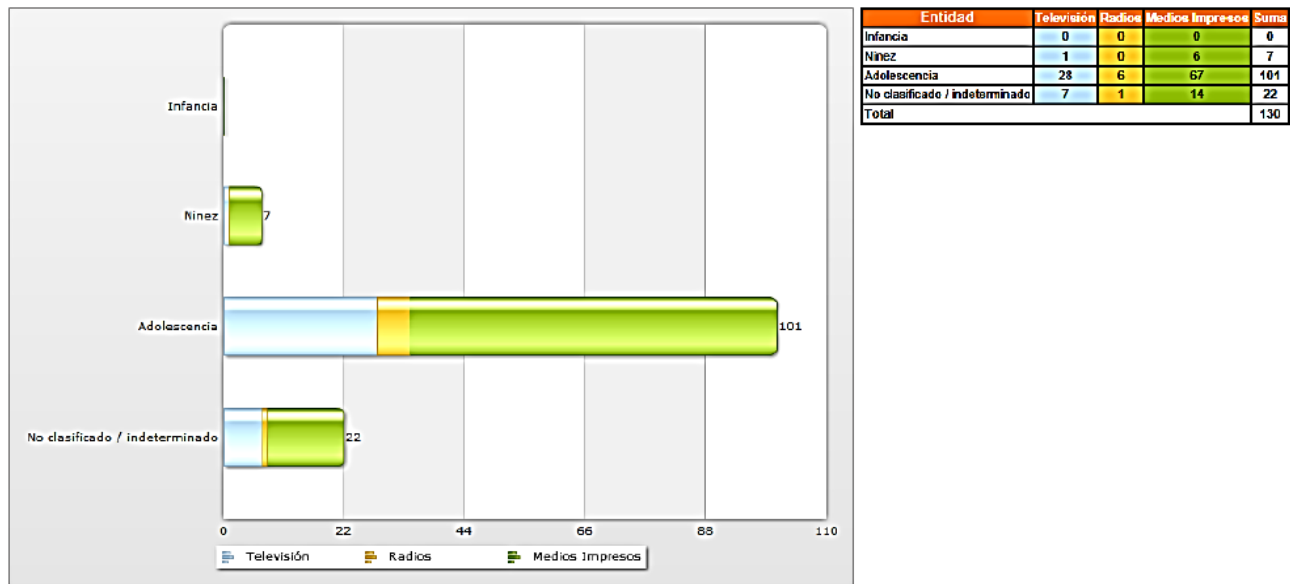 Infancia
Ninez
7
Adolescencia
101
No clasificado / indeterminado
22
0 22 44 66 88 110
Televisión Radios Medios Impresos
Entidad Televisión Radios Medios Impresos Suma
Infancia 0 0 0 0
Ninez 1 0 6 7
Adolescencia 28 6 67 101
No clasificado / indeterminado 7 1 14 22
Total 130